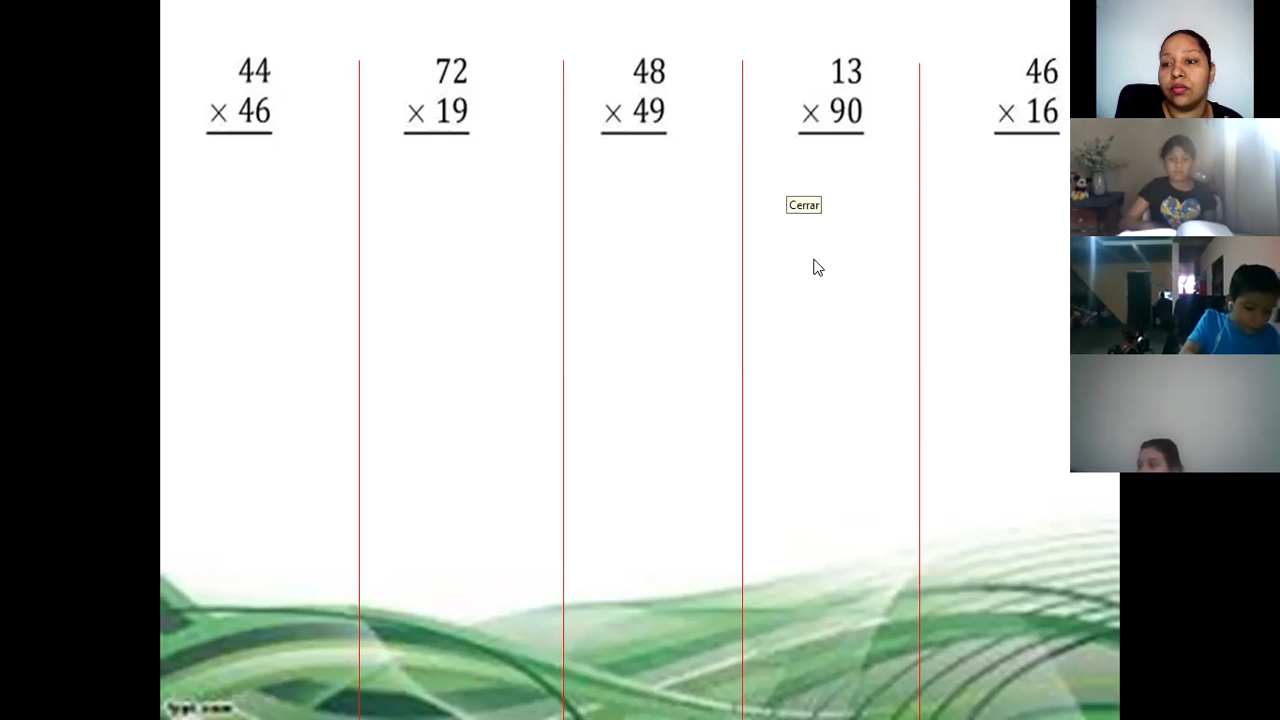 44 72 48 13 46
× 46 × 19 × 49 × 90 × 16
Cerrar